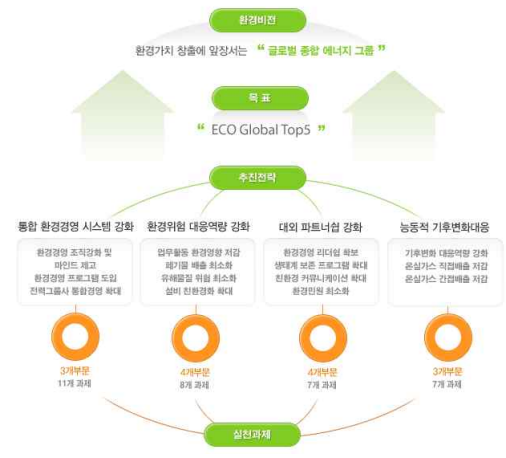 환경비전
환경가치 창출에 앞장서는 “ 글로벌 종합 에너지 그룹 ”
목 표
“ ECO Global Top5 ”
추진전략
통합 환경경영 시스템 강화
환경경영 조직강화 및
마인드 제고
환경경영 프로그램 도입
전력그룹사 통합경영 확대
3개부문
11개 과제
환경위험 대응역량 강화
업무활동 환경영향 저감
폐기물 배출 최소화
유해물질 위험 최소화
설비 친환경화 확대
4개부문
8개 과제
대외 파트너쉽 강화
환경경영 리더쉽 확보
생태계 보존 프로그램 확대
친환경 커뮤니케이션 확대
환경민원 최소화
4개부문
7개 과제
능동적 기후변화대응
기후변화 대응역량 강화
온실가스 직접배출 저감
온실가스 간접배출 저감
3개부문
7개 과제
실천과제